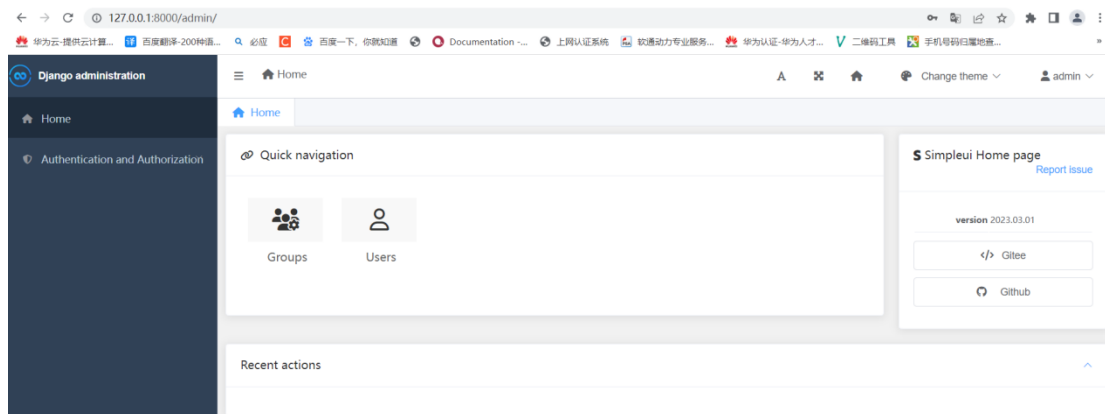 127.0.0.1:8000/admin/
华为云-提供云计算... 百度翻译-200种语... 必应 百度一下，你就知道 Documentation -... 上网认证系统 软通动力专业服务... 华为认证-华为人才... 二维码工具 手机号码归属地查... »
Django administration
Home
A
Change theme
admin
Home
Home
Authentication and Authorization
Quick navigation
Groups
Users
Simpleui Home page
Report issue
version 2023.03.01
Gitee
Github
Recent actions